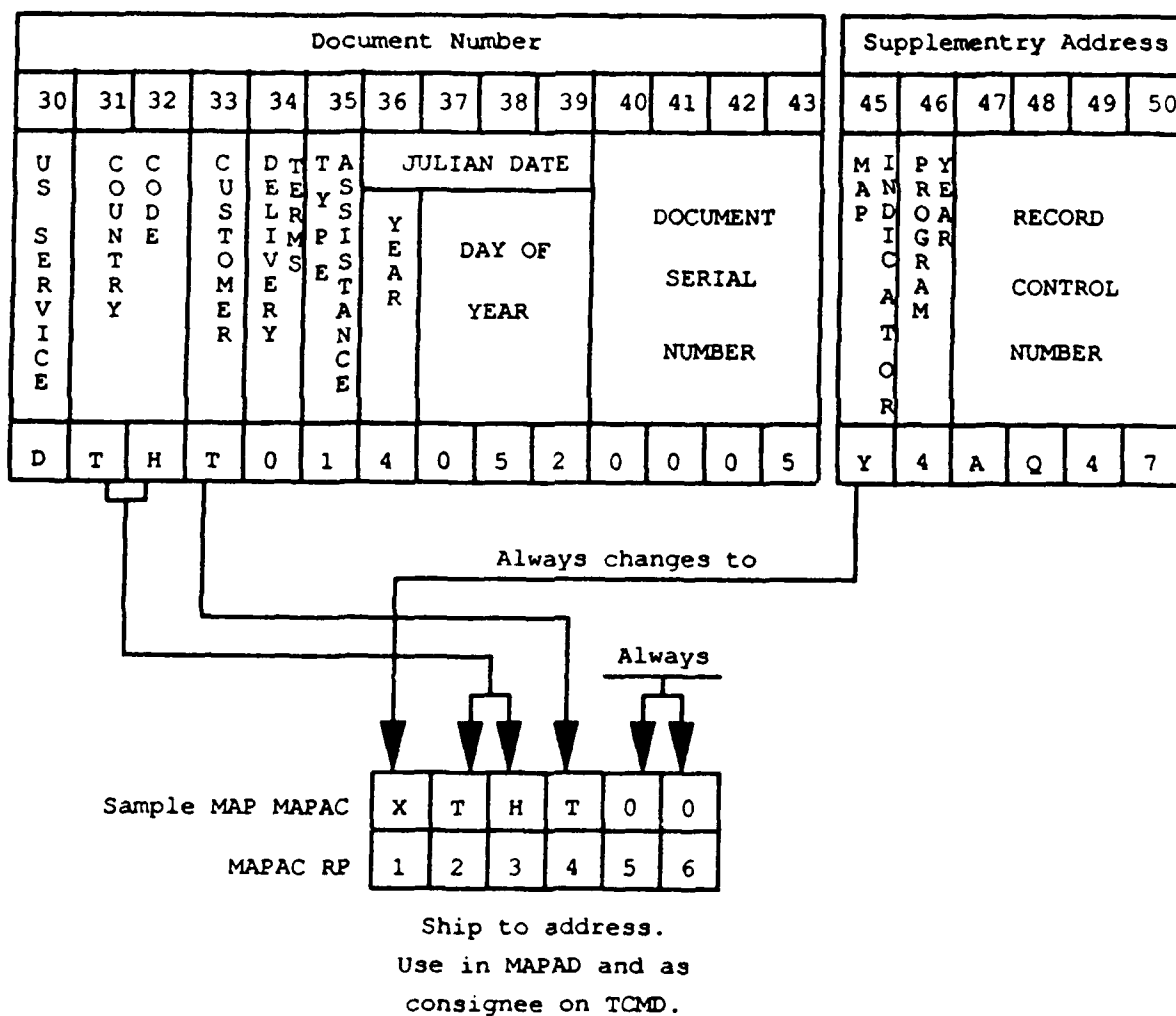 Document Number
Supplementry Address
30 31 32 33 34 35 36 37 38 39 40 41 42 43
45 46 47 48 49 50
US SERVICE
COUNTRY CODE
CUSTOMER
DELIVERY TERMS
TYPE ASSISTANCE
JULIAN DATE
YEAR
DAY OF
YEAR
DOCUMENT
SERIAL
NUMBER
MAP INDICATOR
PROGRAM YEAR
RECORD
CONTROL
NUMBER
D T H T 0 1 4 0 5 2 0 0 0 5
Y 4 A Q 4 7
Always changes to
Always
Sample MAP MAPAC X T H T 0 0
MAPAC RP 1 2 3 4 5 6
Ship to address.
Use in MAPAD and as
consignee on TCMD.